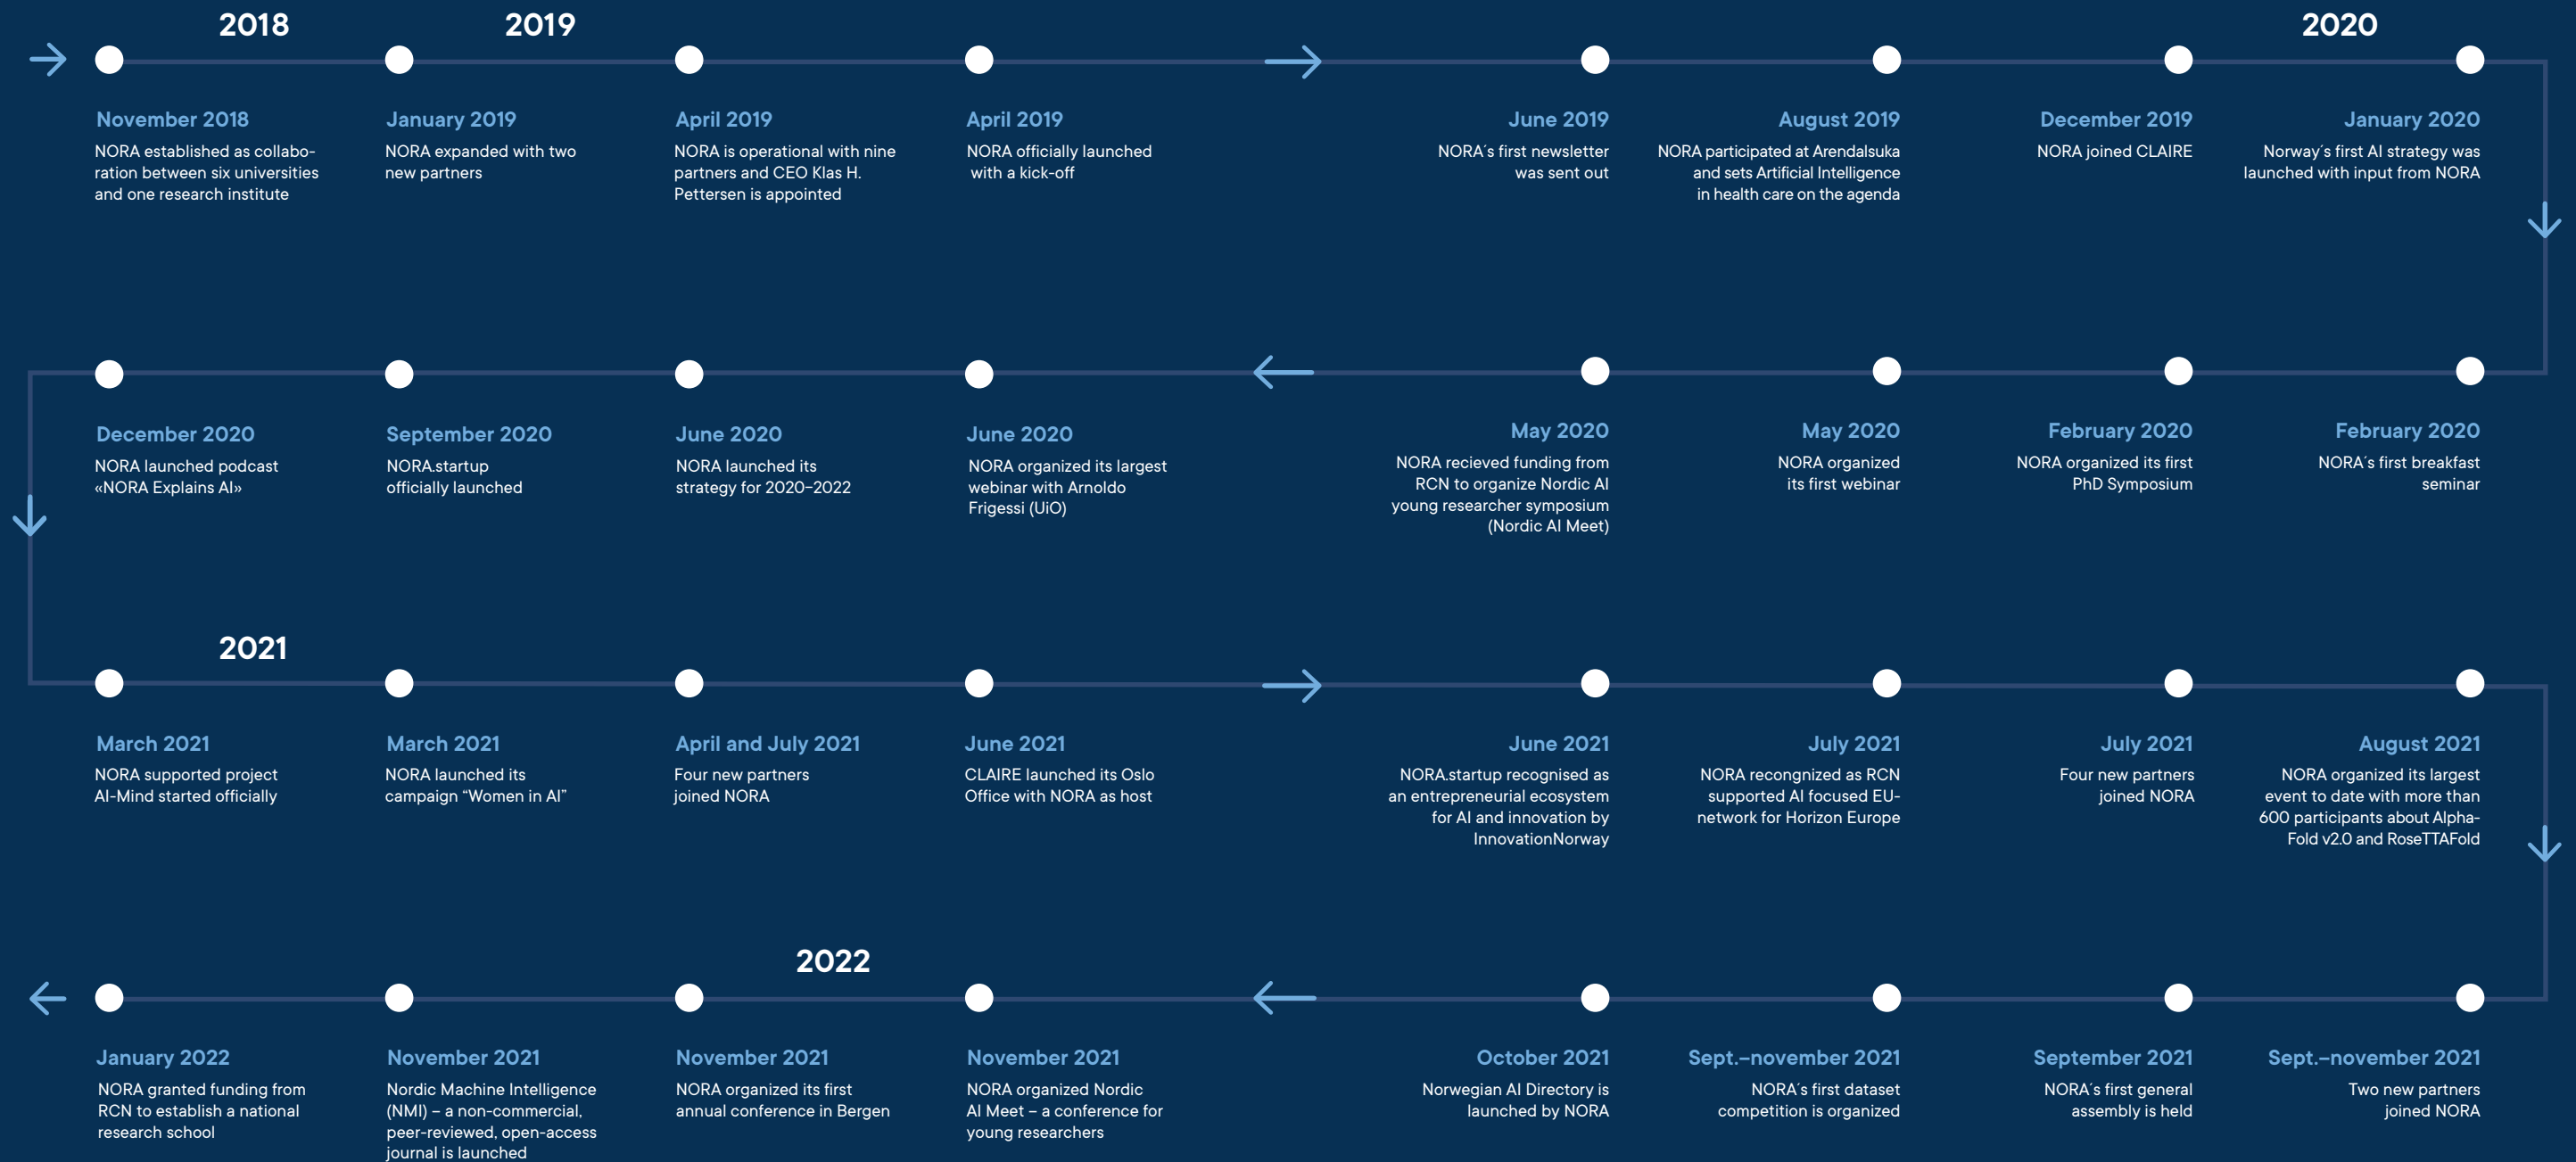 2018
2019
2020
November 2018
NORA established as collabo-
ration between six universities
and one research institute
January 2019
NORA expanded with two
new partners
April 2019
NORA is operational with nine
partners and CEO Klas H.
Pettersen is appointed
April 2019
NORA officially launched
with a kick-off
June 2019
NORA´s first newsletter
was sent out
August 2019
NORA participated at Arendalsuka
and sets Artificial Intelligence
in health care on the agenda
December 2019
NORA joined CLAIRE
January 2020
Norway´s first AI strategy was
launched with input from NORA
February 2020
NORA´s first breakfast
seminar
February 2020
NORA organized its first
PhD Symposium
May 2020
NORA organized
its first webinar
May 2020
NORA recieved funding from
RCN to organize Nordic AI
young researcher symposium
(Nordic AI Meet)
June 2020
NORA organized its largest
webinar with Arnoldo
Frigessi (UiO)
June 2020
NORA launched its
strategy for 2020–2022
September 2020
NORA.startup
officially launched
December 2020
NORA launched podcast
«NORA Explains AI»
2021
March 2021
NORA supported project
AI-Mind started officially
March 2021
NORA launched its
campaign “Women in AI”
April and July 2021
Four new partners
joined NORA
June 2021
CLAIRE launched its Oslo
Office with NORA as host
June 2021
NORA.startup recognised as
an entrepreneurial ecosystem
for AI and innovation by
InnovationNorway
July 2021
NORA recongnized as RCN
supported AI focused EU-
network for Horizon Europe
July 2021
Four new partners
joined NORA
August 2021
NORA organized its largest
event to date with more than
600 participants about Alpha-
Fold v2.0 and RoseTTAFold
2022
Sept.–november 2021
Two new partners
joined NORA
September 2021
NORA´s first general
assembly is held
Sept.–november 2021
NORA´s first dataset
competition is organized
October 2021
Norwegian AI Directory is
launched by NORA
November 2021
NORA organized Nordic
AI Meet – a conference for
young researchers
November 2021
NORA organized its first
annual conference in Bergen
November 2021
Nordic Machine Intelligence
(NMI) – a non-commercial,
peer-reviewed, open-access
journal is launched
January 2022
NORA granted funding from
RCN to establish a national
research school